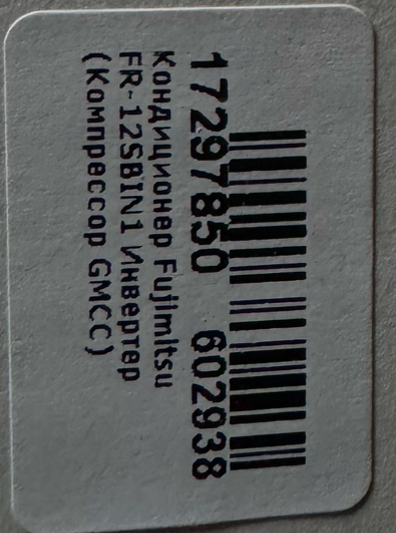 17297850 602938
Кондиционер Fujimitsu
FR-12SBIN1 Инвертер
(Компрессор GMCC)